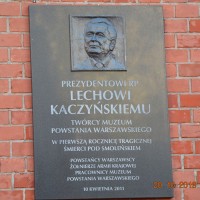 PREZYDENTOWI RP
LECHOWI
KACZYŃSKIEMU
TWÓRCY MUZEUM
POWSTANIA WARSZAWSKIEGO
W PIERWSZĄ ROCZNICĘ TRAGICZNEJ
ŚMIERCI POD SMOLEŃSKIEM
POWSTAŃCY WARSZAWSCY
ŻOŁNIERZE ARMII KRAJOWEJ
PRACOWNICY MUZEUM
POWSTANIA WARSZAWSKIEGO
10 KWIETNIA 2011